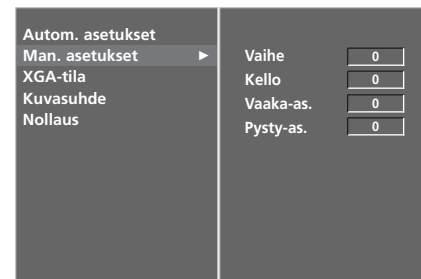 Autom. asetukset
Man. asetukset ►
XGA-tila
Kuvasuhde
Nollaus
Vaihe 0
Kello 0
Vaaka-as. 0
Pysty-as. 0